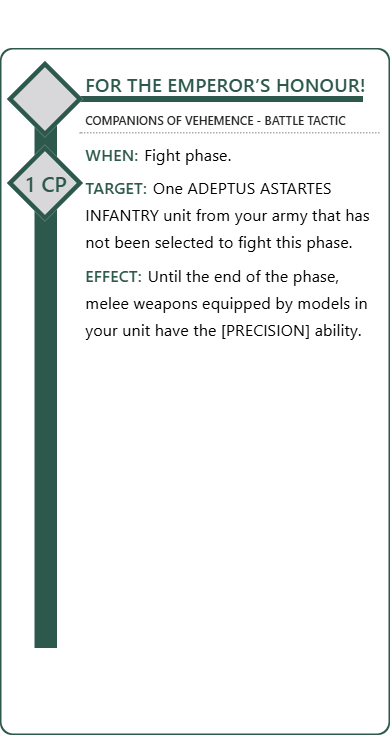 FOR THE EMPEROR’S HONOUR!
COMPANIONS OF VEHEMENCE - BATTLE TACTIC
WHEN: Fight phase.
1 CP
TARGET: One ADEPTUS ASTARTES
INFANTRY unit from your army that has
not been selected to fight this phase.
EFFECT: Until the end of the phase,
melee weapons equipped by models in
your unit have the [PRECISION] ability.